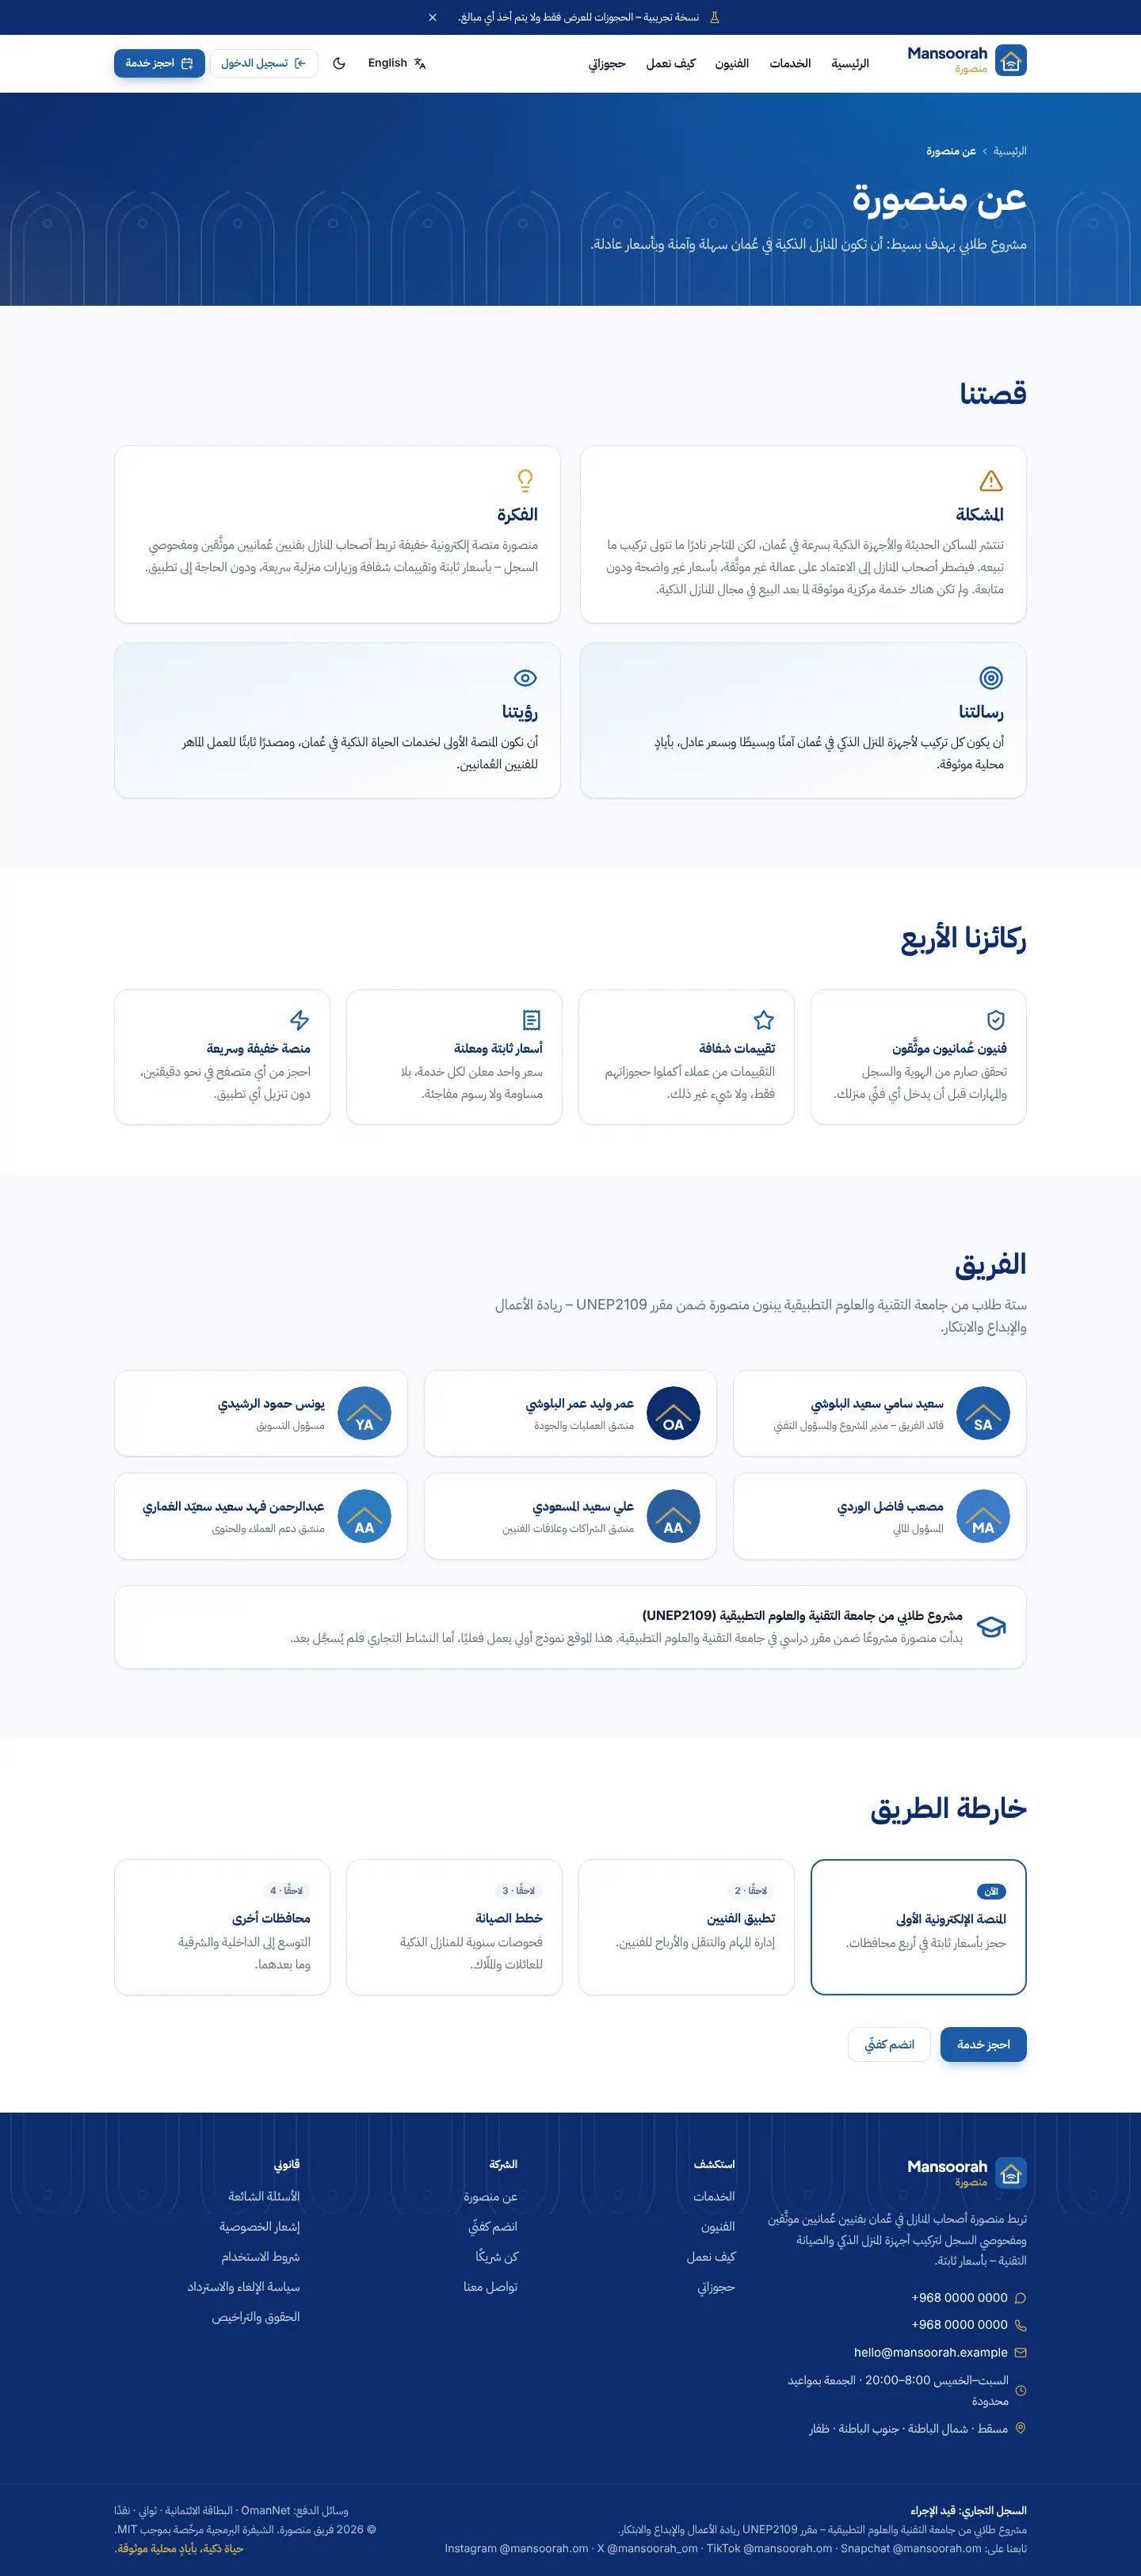 نسخة تجريبية – الحجوزات للعرض فقط ولا يتم أخذ أي مبالغ.
Mansoorah
منصورة
الرئيسية
الخدمات
الفنيون
كيف نعمل
حجوزاتي
English
تسجيل الدخول
احجز خدمة
الرئيسية
عن منصورة
عن منصورة
مشروع طلابي بهدف بسيط: أن تكون المنازل الذكية في عُمان سهلة وآمنة وبأسعار عادلة.
قصتنا
المشكلة
تنتشر المساكن الحديثة والأجهزة الذكية بسرعة في عُمان، لكن المتاجر نادرًا ما تتولى تركيب ما
تبيعه. فيضطر أصحاب المنازل إلى الاعتماد على عمالة غير موثَّقة، بأسعار غير واضحة ودون
متابعة. ولم تكن هناك خدمة مركزية موثوقة لما بعد البيع في مجال المنازل الذكية.
الفكرة
منصورة منصة إلكترونية خفيفة تربط أصحاب المنازل بفنيين عُمانيين موثَّقين ومفحوصي
السجل – بأسعار ثابتة وتقييمات شفافة وزيارات منزلية سريعة، ودون الحاجة إلى تطبيق.
رسالتنا
أن يكون كل تركيب لأجهزة المنزل الذكي في عُمان آمنًا وبسيطًا وبسعر عادل، بأيادٍ
محلية موثوقة.
رؤيتنا
أن نكون المنصة الأولى لخدمات الحياة الذكية في عُمان، ومصدرًا ثابتًا للعمل الماهر
للفنيين العُمانيين.
ركائزنا الأربع
فنيون عُمانيون موثَّقون
تحقق صارم من الهوية والسجل
والمهارات قبل أن يدخل أي فنّي منزلك.
تقييمات شفافة
التقييمات من عملاء أكملوا حجوزاتهم
فقط، ولا شيء غير ذلك.
أسعار ثابتة ومعلنة
سعر واحد معلن لكل خدمة، بلا
مساومة ولا رسوم مفاجئة.
منصة خفيفة وسريعة
احجز من أي متصفح في نحو دقيقتين،
دون تنزيل أي تطبيق.
الفريق
ستة طلاب من جامعة التقنية والعلوم التطبيقية يبنون منصورة ضمن مقرر UNEP2109 – ريادة الأعمال
والإبداع والابتكار.
SA
سعيد سامي سعيد البلوشي
قائد الفريق – مدير المشروع والمسؤول التقني
OA
عمر وليد عمر البلوشي
منسّق العمليات والجودة
YA
يونس حمود الرشيدي
مسؤول التسويق
MA
مصعب فاضل الوردي
المسؤول المالي
AA
علي سعيد المسعودي
منسّق الشراكات وعلاقات الفنيين
AA
عبدالرحمن فهد سعيد سعيّد الغماري
منسّق دعم العملاء والمحتوى
مشروع طلابي من جامعة التقنية والعلوم التطبيقية (UNEP2109)
بدأت منصورة مشروعًا ضمن مقرر دراسي في جامعة التقنية والعلوم التطبيقية. هذا الموقع نموذج أولي يعمل فعليًا، أما النشاط التجاري فلم يُسجَّل بعد.
خارطة الطريق
الآن
المنصة الإلكترونية الأولى
حجز بأسعار ثابتة في أربع محافظات.
لاحقًا · 2
تطبيق الفنيين
إدارة المهام والتنقل والأرباح للفنيين.
لاحقًا · 3
خطط الصيانة
فحوصات سنوية للمنازل الذكية
للعائلات والملّاك.
لاحقًا · 4
محافظات أخرى
التوسع إلى الداخلية والشرقية
وما بعدهما.
احجز خدمة
انضم كفنّي
Mansoorah
منصورة
تربط منصورة أصحاب المنازل في عُمان بفنيين عُمانيين موثَّقين
ومفحوصي السجل لتركيب أجهزة المنزل الذكي والصيانة
التقنية – بأسعار ثابتة.
+968 0000 0000
+968 0000 0000
hello@mansoorah.example
السبت–الخميس 8:00–20:00 · الجمعة بمواعيد
محدودة
مسقط · شمال الباطنة · جنوب الباطنة · ظفار
استكشف
الخدمات
الفنيون
كيف نعمل
حجوزاتي
الشركة
عن منصورة
انضم كفنّي
كن شريكًا
تواصل معنا
قانوني
الأسئلة الشائعة
إشعار الخصوصية
شروط الاستخدام
سياسة الإلغاء والاسترداد
الحقوق والتراخيص
السجل التجاري: قيد الإجراء
مشروع طلابي من جامعة التقنية والعلوم التطبيقية – مقرر UNEP2109 ريادة الأعمال والإبداع والابتكار.
تابعنا على: Instagram @mansoorah.om · X @mansoorah_om · TikTok @mansoorah.om · Snapchat @mansoorah.om
وسائل الدفع: OmanNet · البطاقة الائتمانية · ثواني · نقدًا
© 2026 فريق منصورة. الشيفرة البرمجية مرخّصة بموجب MIT.
حياة ذكية، بأيادٍ محلية موثوقة.